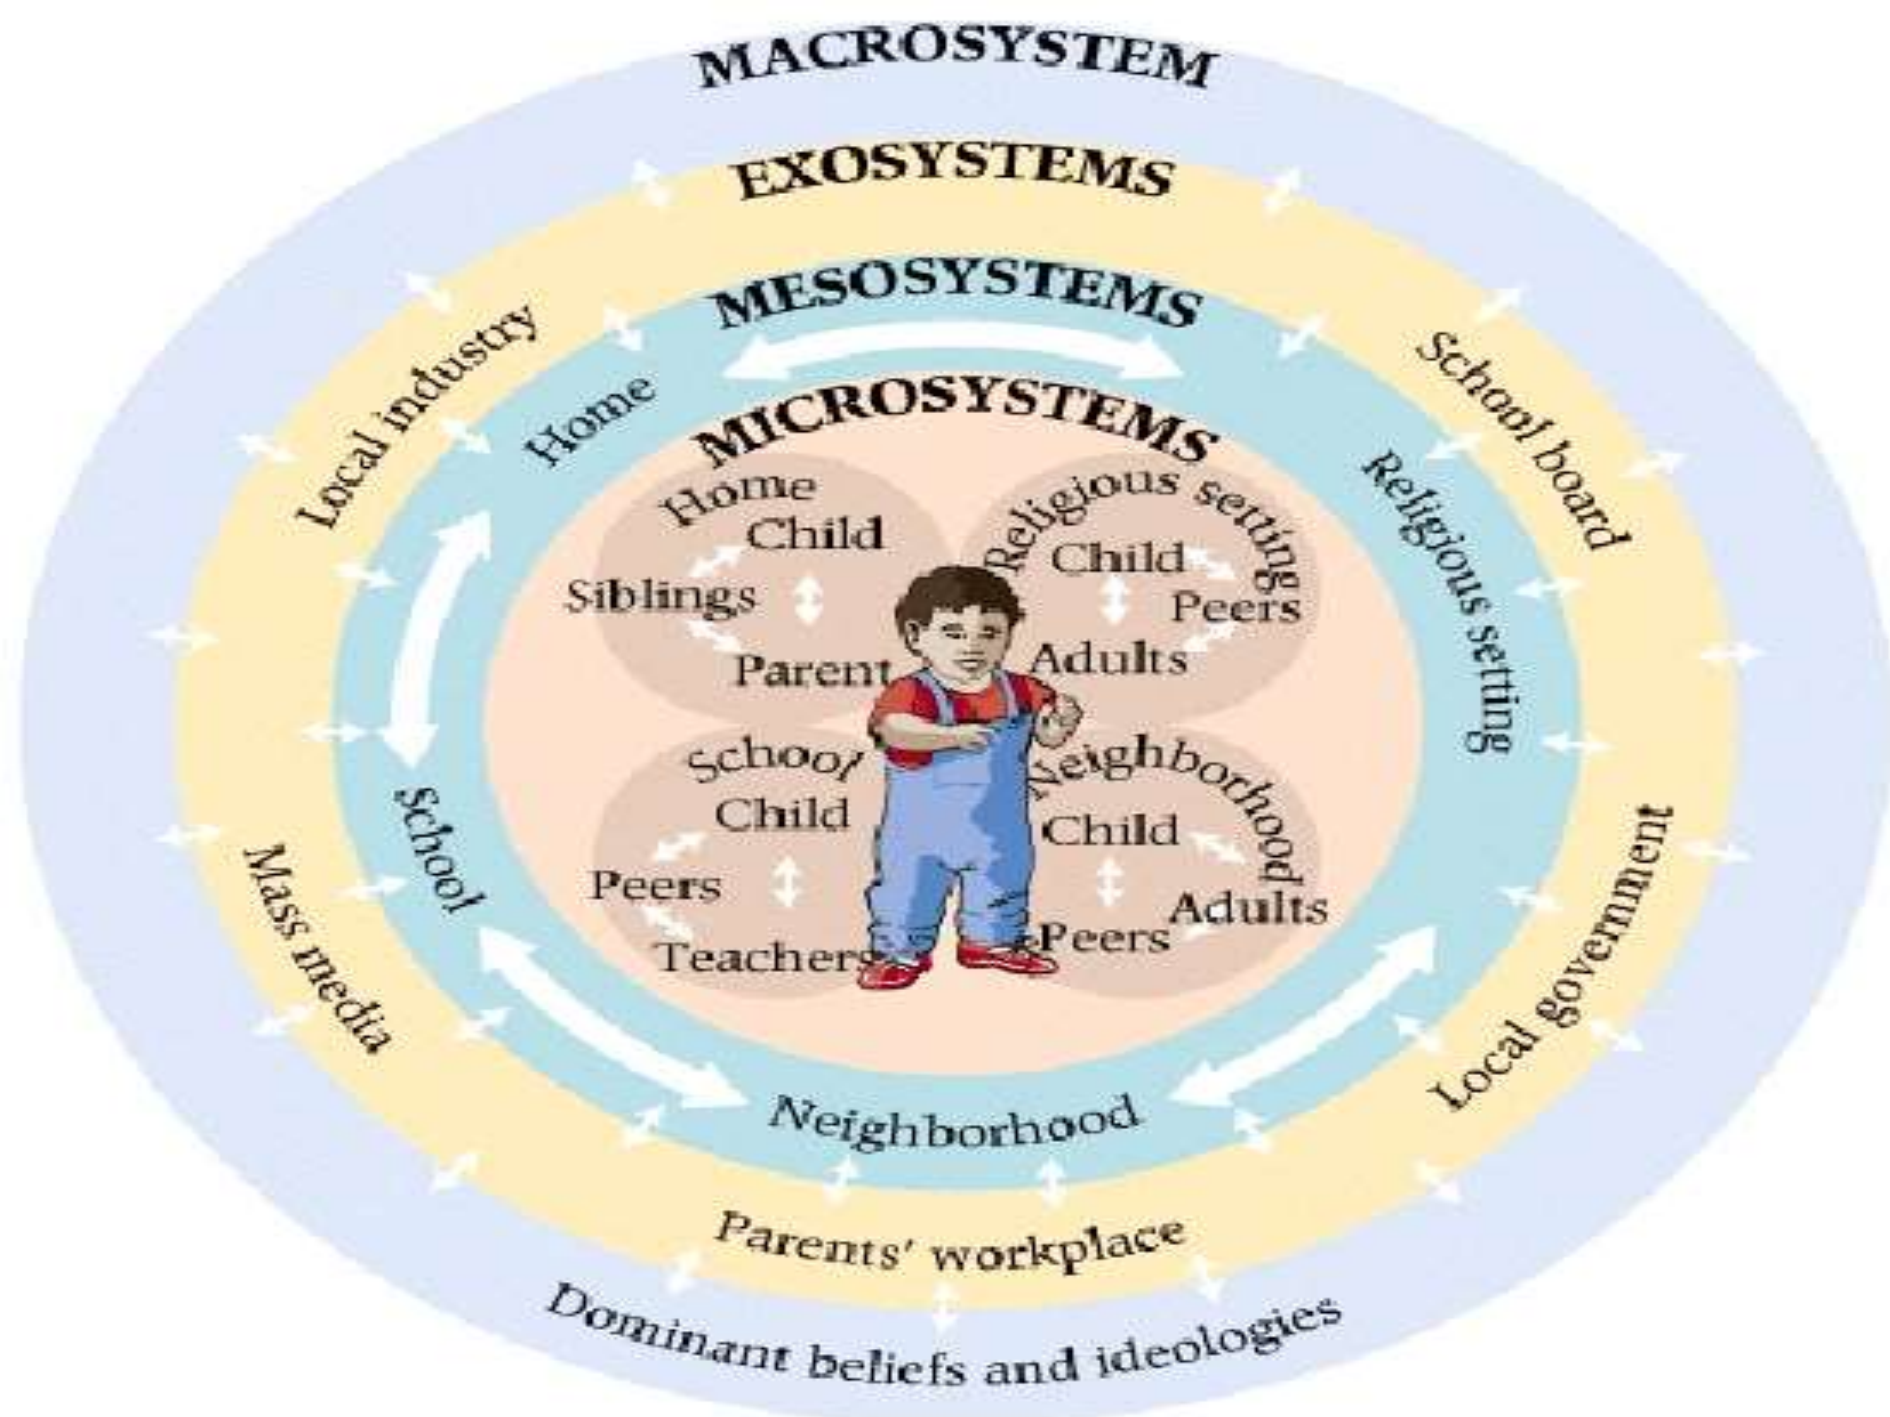 MACROSYSTEM
EXOSYSTEMS
MESOSYSTEMS
MICROSYSTEMS
Local industry
Home
School board
Religious setting
Home
Child
Siblings
Parent
Religious setting
Child
Peers
Adults
School
Child
Peers
Teachers
Neighborhood
Child
Adults
Peers
School
Mass media
Local government
Neighborhood
Parents' workplace
Dominant beliefs and ideologies